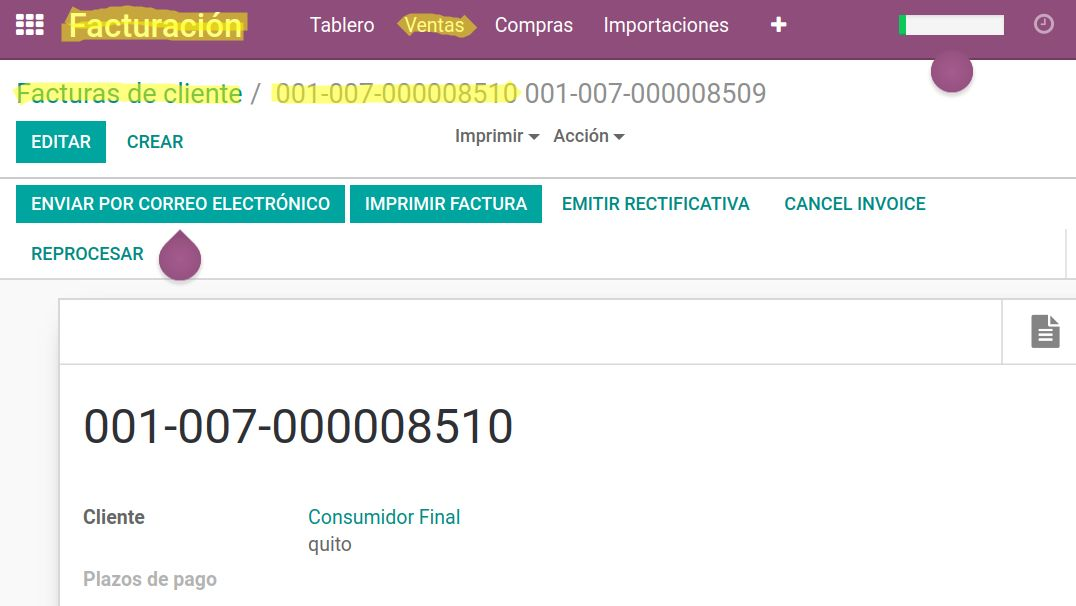 Facturación Tablero Ventas Compras Importaciones +
Facturas de cliente / 001-007-000008510 001-007-000008509
EDITAR CREAR Imprimir Acción
ENVIAR POR CORREO ELECTRÓNICO IMPRIMIR FACTURA EMITIR RECTIFICATIVA CANCEL INVOICE
REPROCESAR
001-007-000008510
Cliente Consumidor Final
quito
Plazos de pago